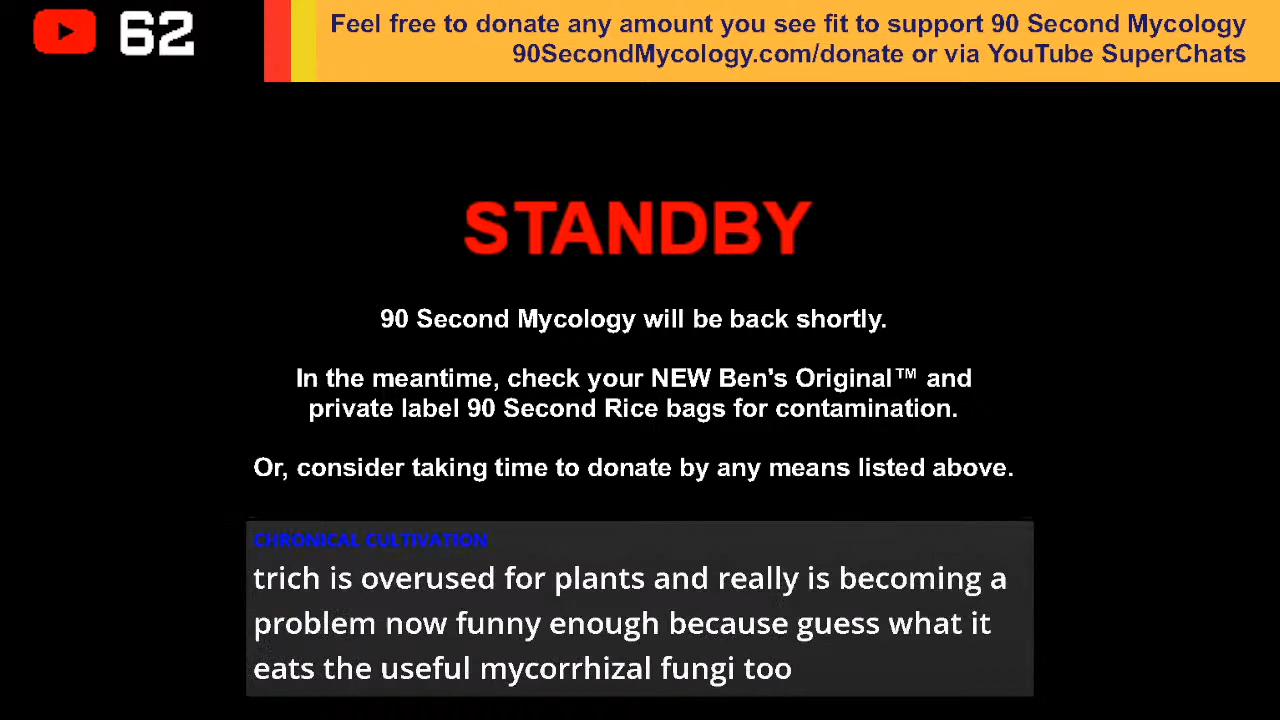 62
Feel free to donate any amount you see fit to support 90 Second Mycology
90SecondMycology.com/donate or via YouTube SuperChats
STANDBY
90 Second Mycology will be back shortly.
In the meantime, check your NEW Ben's Original™ and
private label 90 Second Rice bags for contamination.
Or, consider taking time to donate by any means listed above.
CHRONICAL CULTIVATION
trich is overused for plants and really is becoming a
problem now funny enough because guess what it
eats the useful mycorrhizal fungi too